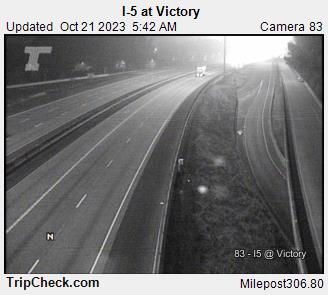 I-5 at Victory
Updated Oct 21 2023 5:42 AM Camera 83
T
N
83 - I5 @ Victory
TripCheck.com Milepost306.80